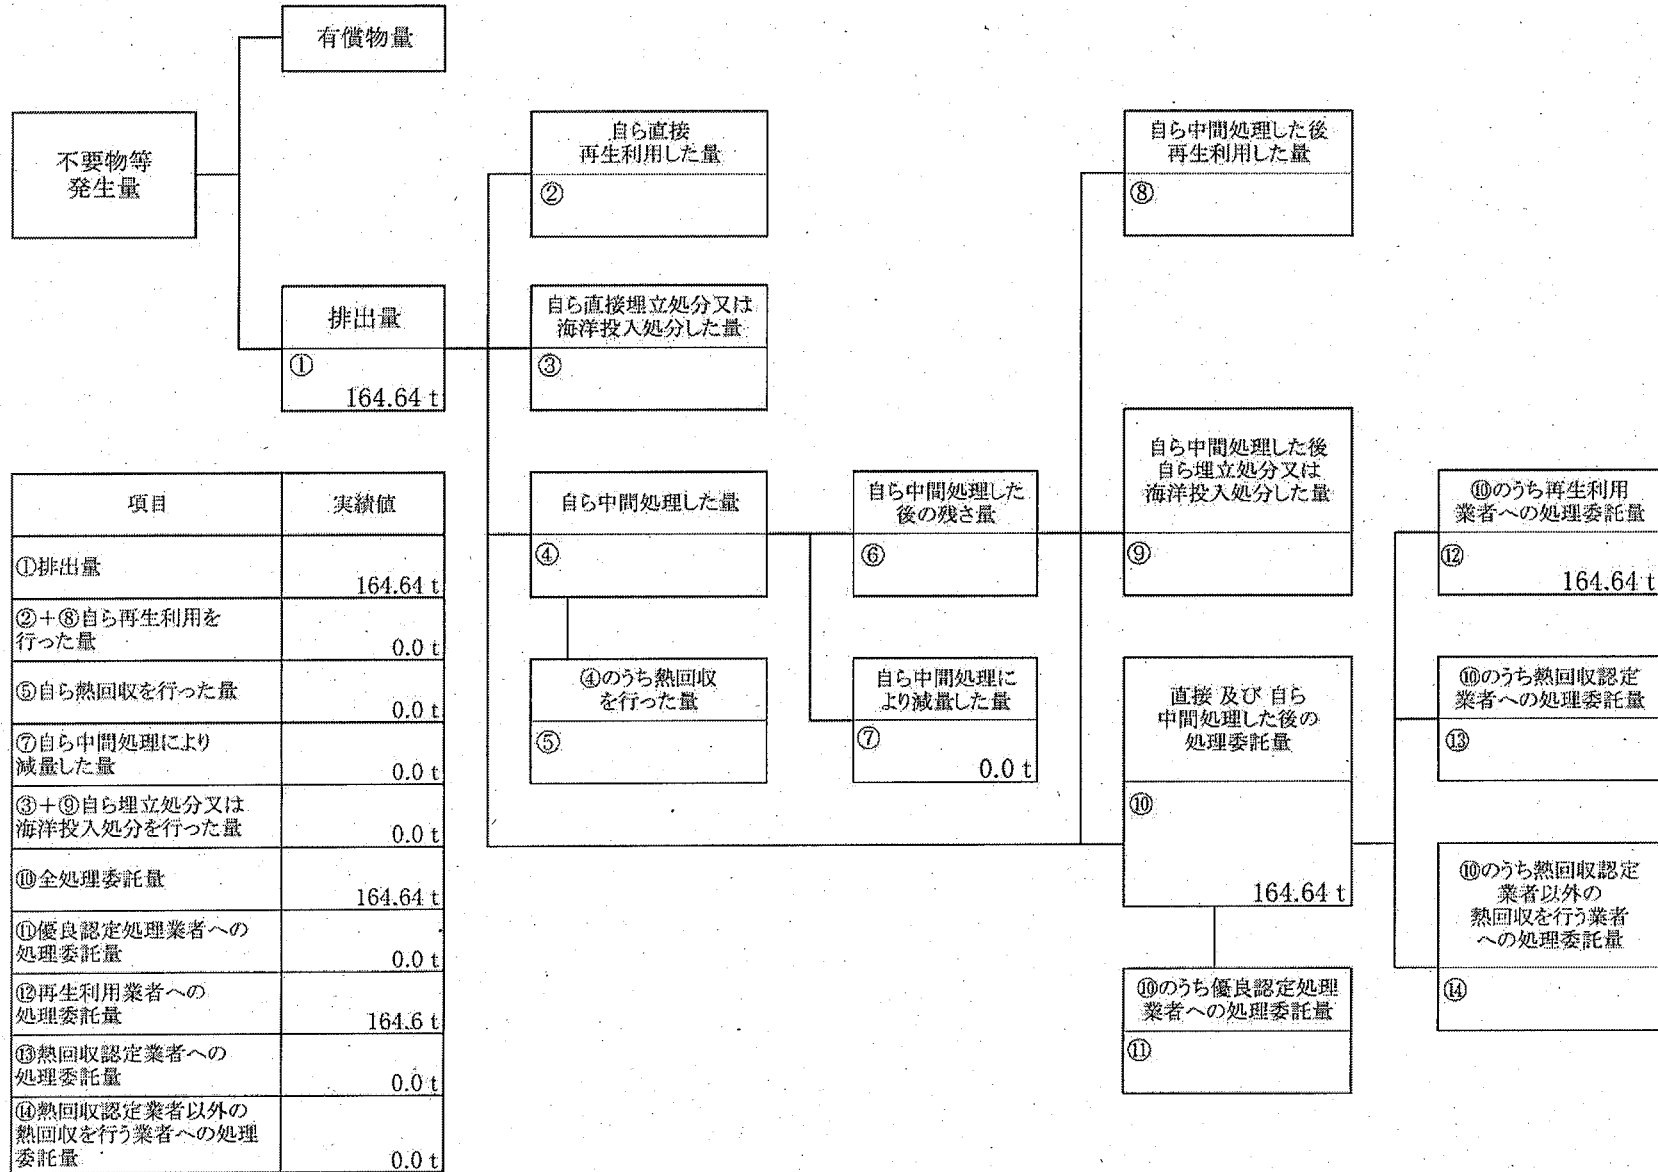 有償物量
不要物等
発生量
排出量
①
164.64 t
自ら直接
再生利用した量
②
自ら直接埋立処分又は
海洋投入処分した量
③
自ら中間処理した量
④
④のうち熱回収
を行った量
⑤
自ら中間処理した
後の残さ量
⑥
自ら中間処理に
より減量した量
⑦
0.0 t
自ら中間処理した後
再生利用した量
⑧
自ら中間処理した後
自ら埋立処分又は
海洋投入処分した量
⑨
直接 及び 自ら
中間処理した後の
処理委託量
⑩
164.64 t
⑩のうち優良認定処理
業者への処理委託量
⑪
⑩のうち再生利用
業者への処理委託量
⑫
164.64 t
⑩のうち熱回収認定
業者への処理委託量
⑬
⑩のうち熱回収認定
業者以外の
熱回収を行う業者
への処理委託量
⑭
項目 実績値
①排出量
164.64 t
②+⑧自ら再生利用を
行った量
0.0 t
⑤自ら熱回収を行った量
0.0 t
⑦自ら中間処理により
減量した量
0.0 t
③+⑨自ら埋立処分又は
海洋投入処分を行った量
0.0 t
⑩全処理委託量
164.64 t
⑪優良認定処理業者への
処理委託量
0.0 t
⑫再生利用業者への
処理委託量
164.6 t
⑬熱回収認定業者への
処理委託量
0.0 t
⑭熱回収認定業者以外の
熱回収を行う業者への処理
委託量
0.0 t